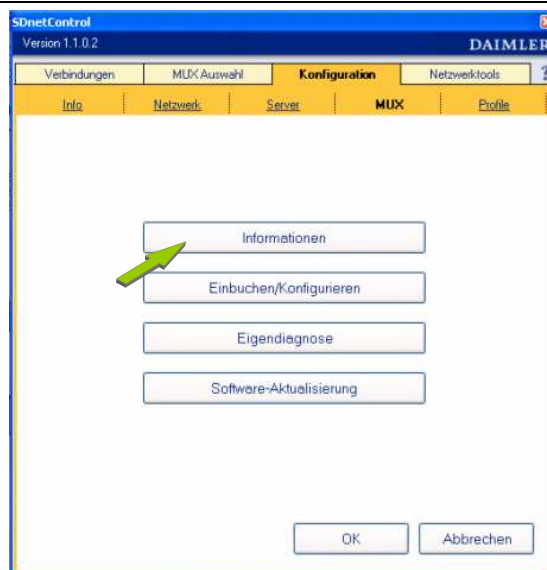 SDnetControl
Version 1.1.0.2 DAIMLER
Verbindungen MUX Auswahl Konfiguration Netzwerktools ?
Info Netzwerk Server MUX Profile
Informationen
Einbuchen/Konfigurieren
Eigendiagnose
Software-Aktualisierung
OK Abbrechen